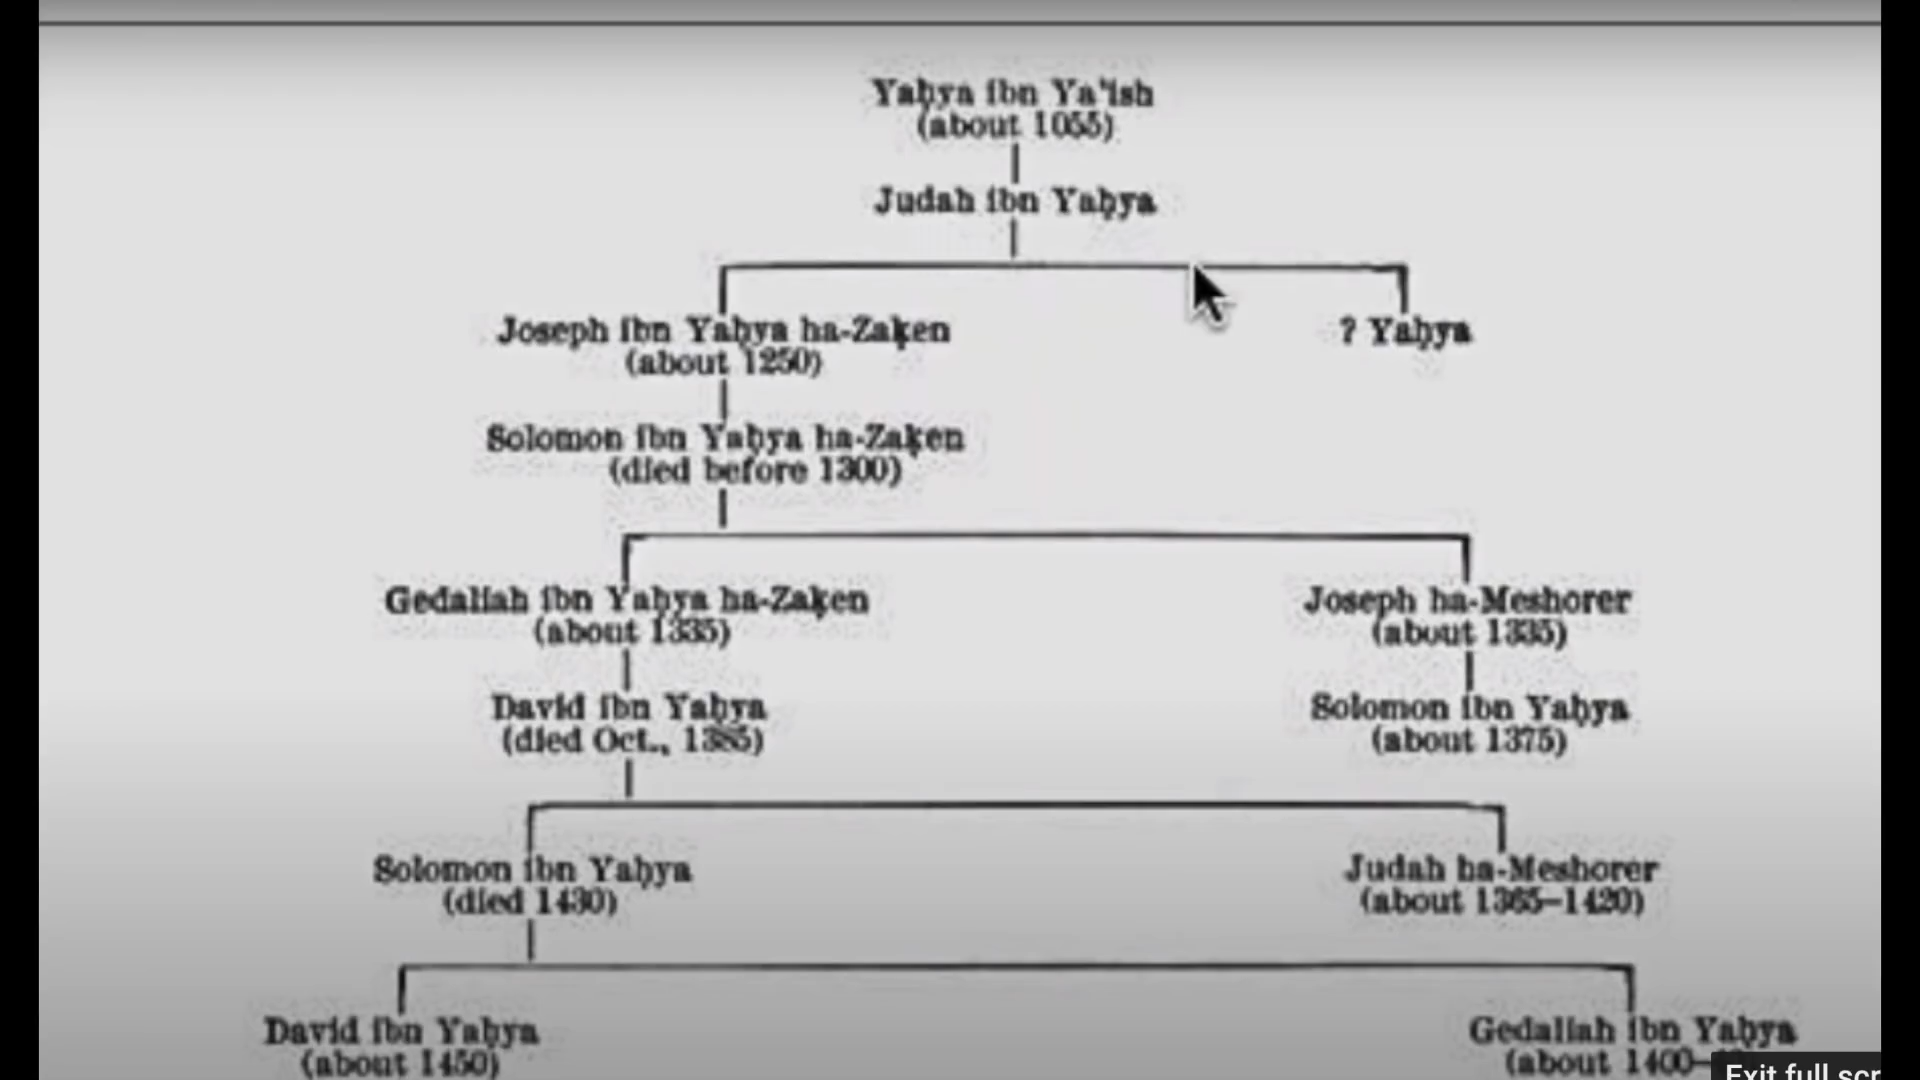 Yaḥya ibn Ya'ish
(about 1055)
Judah ibn Yaḥya
Joseph ibn Yaḥya ha-Zaḳen
(about 1250)
? Yaḥya
Solomon ibn Yaḥya ha-Zaḳen
(died before 1300)
Gedaliah ibn Yaḥya ha-Zaḳen
(about 1335)
Joseph ha-Meshorer
(about 1335)
David ibn Yaḥya
(died Oct., 1385)
Solomon ibn Yaḥya
(about 1375)
Solomon ibn Yaḥya
(died 1430)
Judah ha-Meshorer
(about 1365–1420)
David ibn Yaḥya
(about 1450)
Gedaliah ibn Yaḥya
(about 1400–
Exit full scr